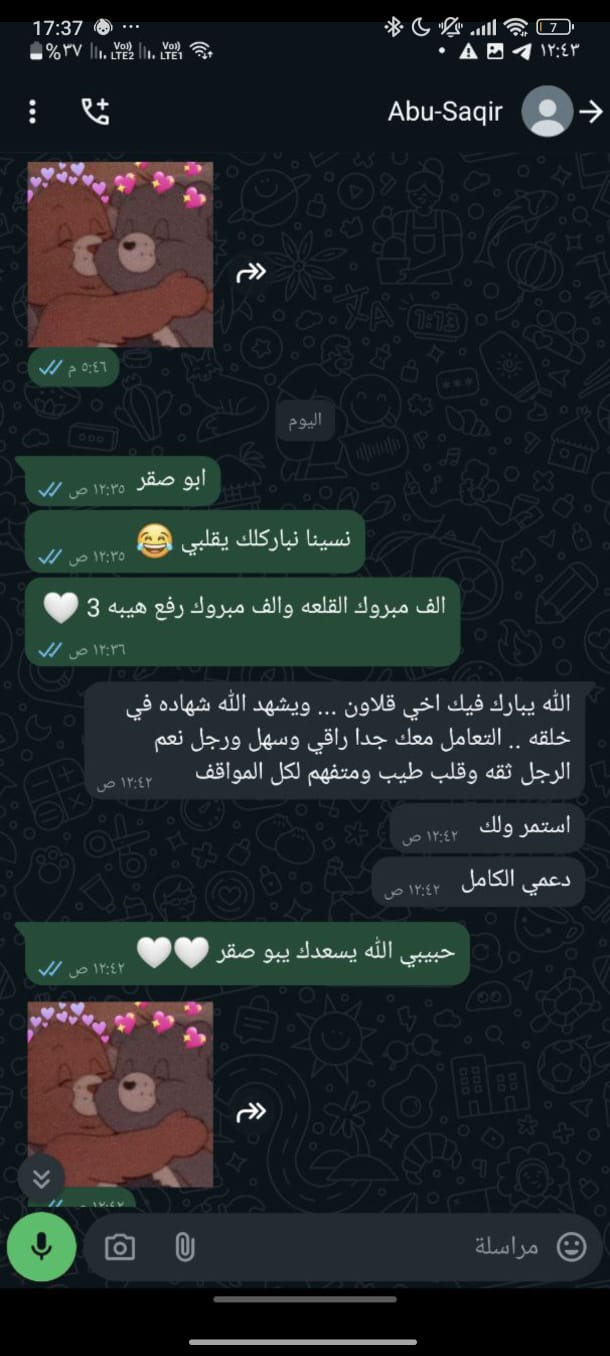 17:37 ... 7
٣٧% VoI) LTE2 VoI) LTE1 ١٢:٤٣
Abu-Saqir
٥:٤٦ م
اليوم
ابو صقر
١٢:٣٥ ص
نسينا نباركلك يقلبي 😂
١٢:٣٥ ص
الف مبروك القلعه والف مبروك رفع هيبه 3 🤍
١٢:٣٦ ص
الله يبارك فيك اخي قلاون ... ويشهد الله شهاده في
خلقه .. التعامل معك جدا راقي وسهل ورجل نعم
الرجل ثقه وقلب طيب ومتفهم لكل المواقف
١٢:٤٢ ص
استمر ولك
١٢:٤٢ ص
دعمي الكامل
١٢:٤٢ ص
حبيبي الله يسعدك يبو صقر 🤍🤍
١٢:٤٢ ص
مراسلة